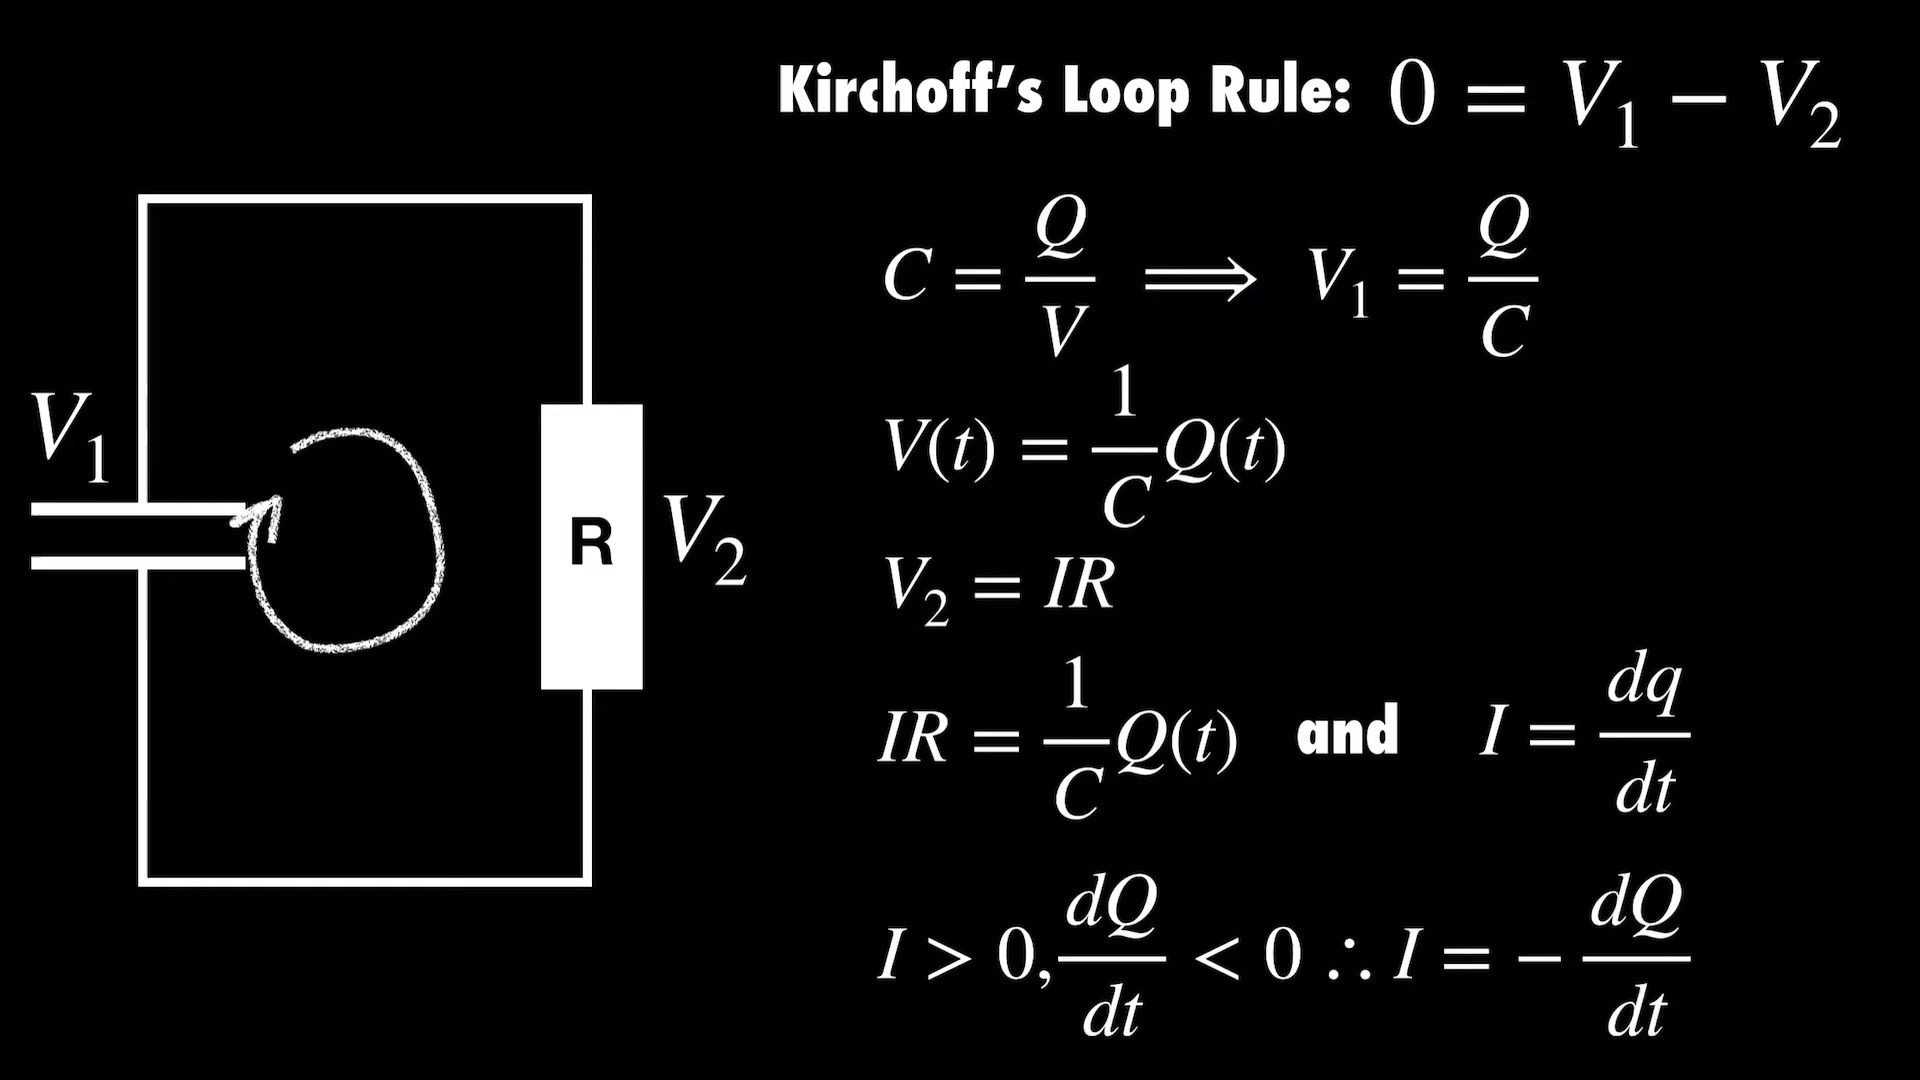 Kirchoff's Loop Rule: 0 = V₁ − V₂
C = Q/V ⟹ V₁ = Q/C
V(t) = 1/C Q(t)
V₂ = IR
IR = 1/C Q(t) and I = dq/dt
I > 0, dQ/dt < 0 ∴ I = − dQ/dt
V₁
R
V₂